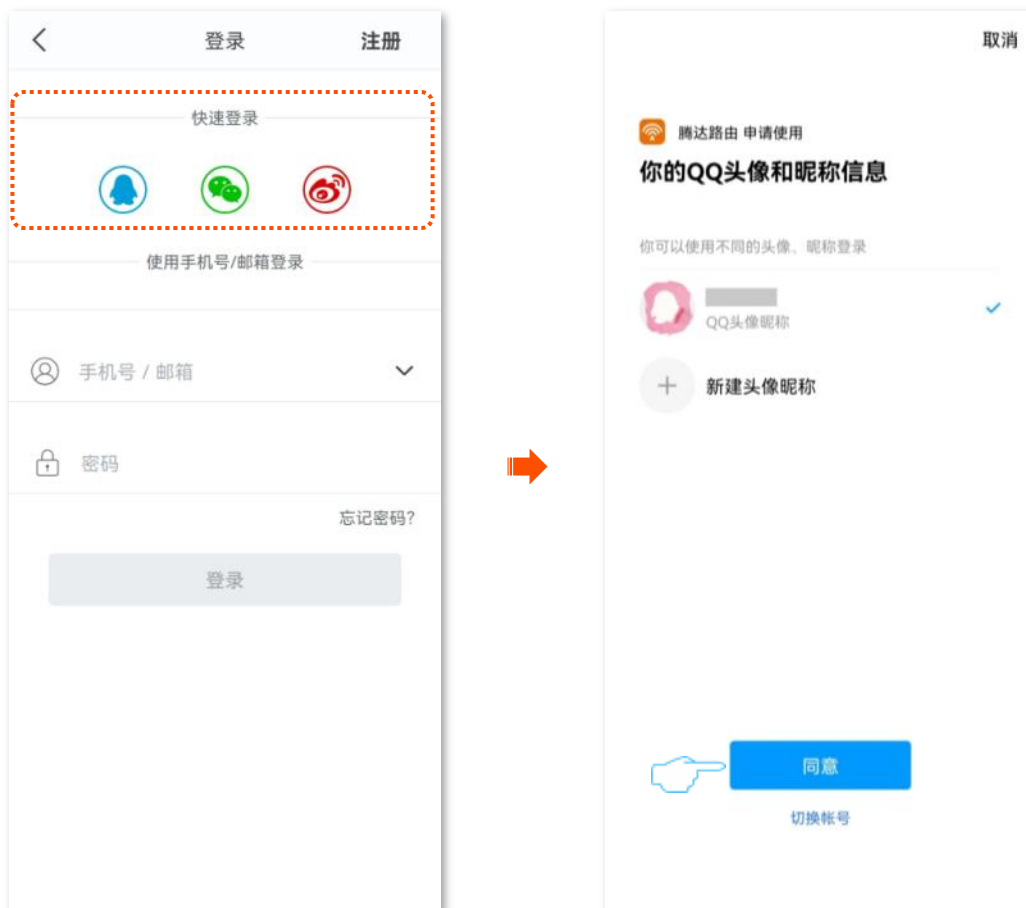 登录
注册
快速登录
使用手机号/邮箱登录
手机号 / 邮箱
密码
忘记密码?
登录
取消
腾达路由 申请使用
你的QQ头像和昵称信息
你可以使用不同的头像、昵称登录
QQ头像昵称
新建头像昵称
同意
切换帐号